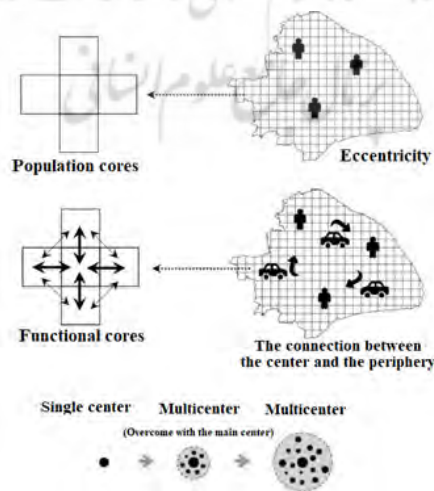 Population cores
Eccentricity
Functional cores
The connection between
the center and the periphery
Single center
Multicenter
Multicenter
(Overcome with the main center)